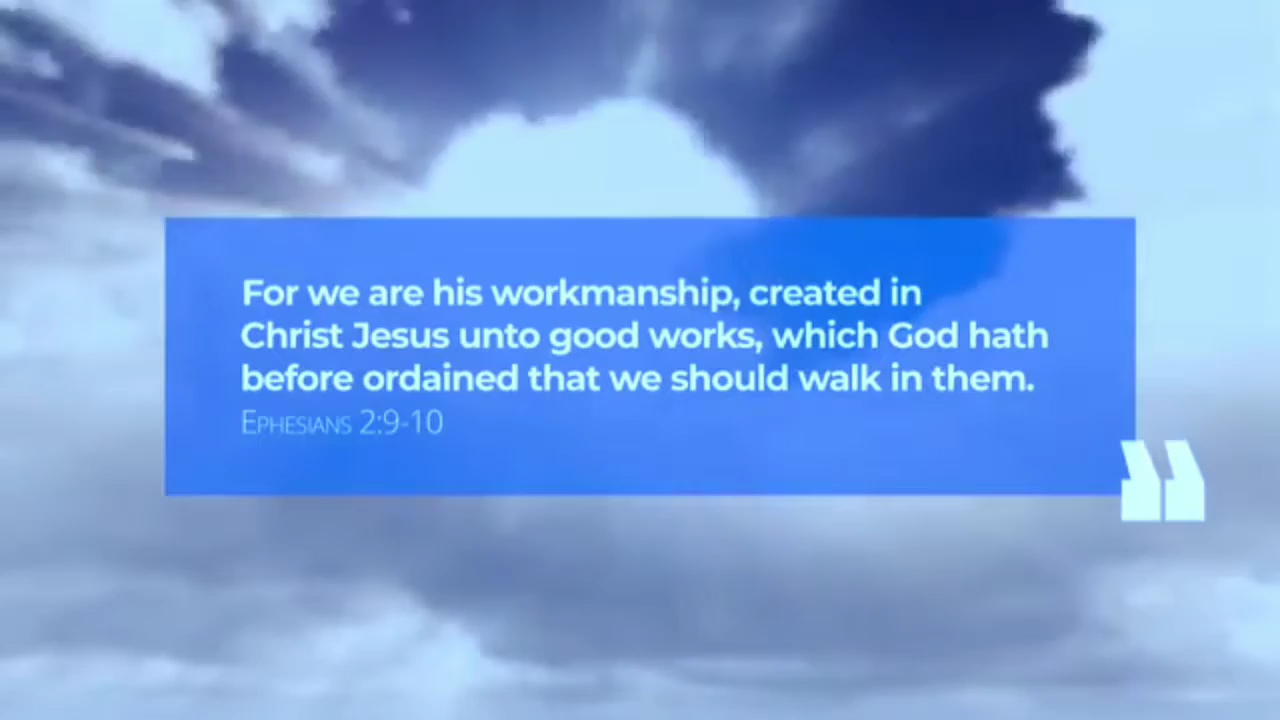 For we are his workmanship, created in
Christ Jesus unto good works, which God hath
before ordained that we should walk in them.
Ephesians 2:9-10